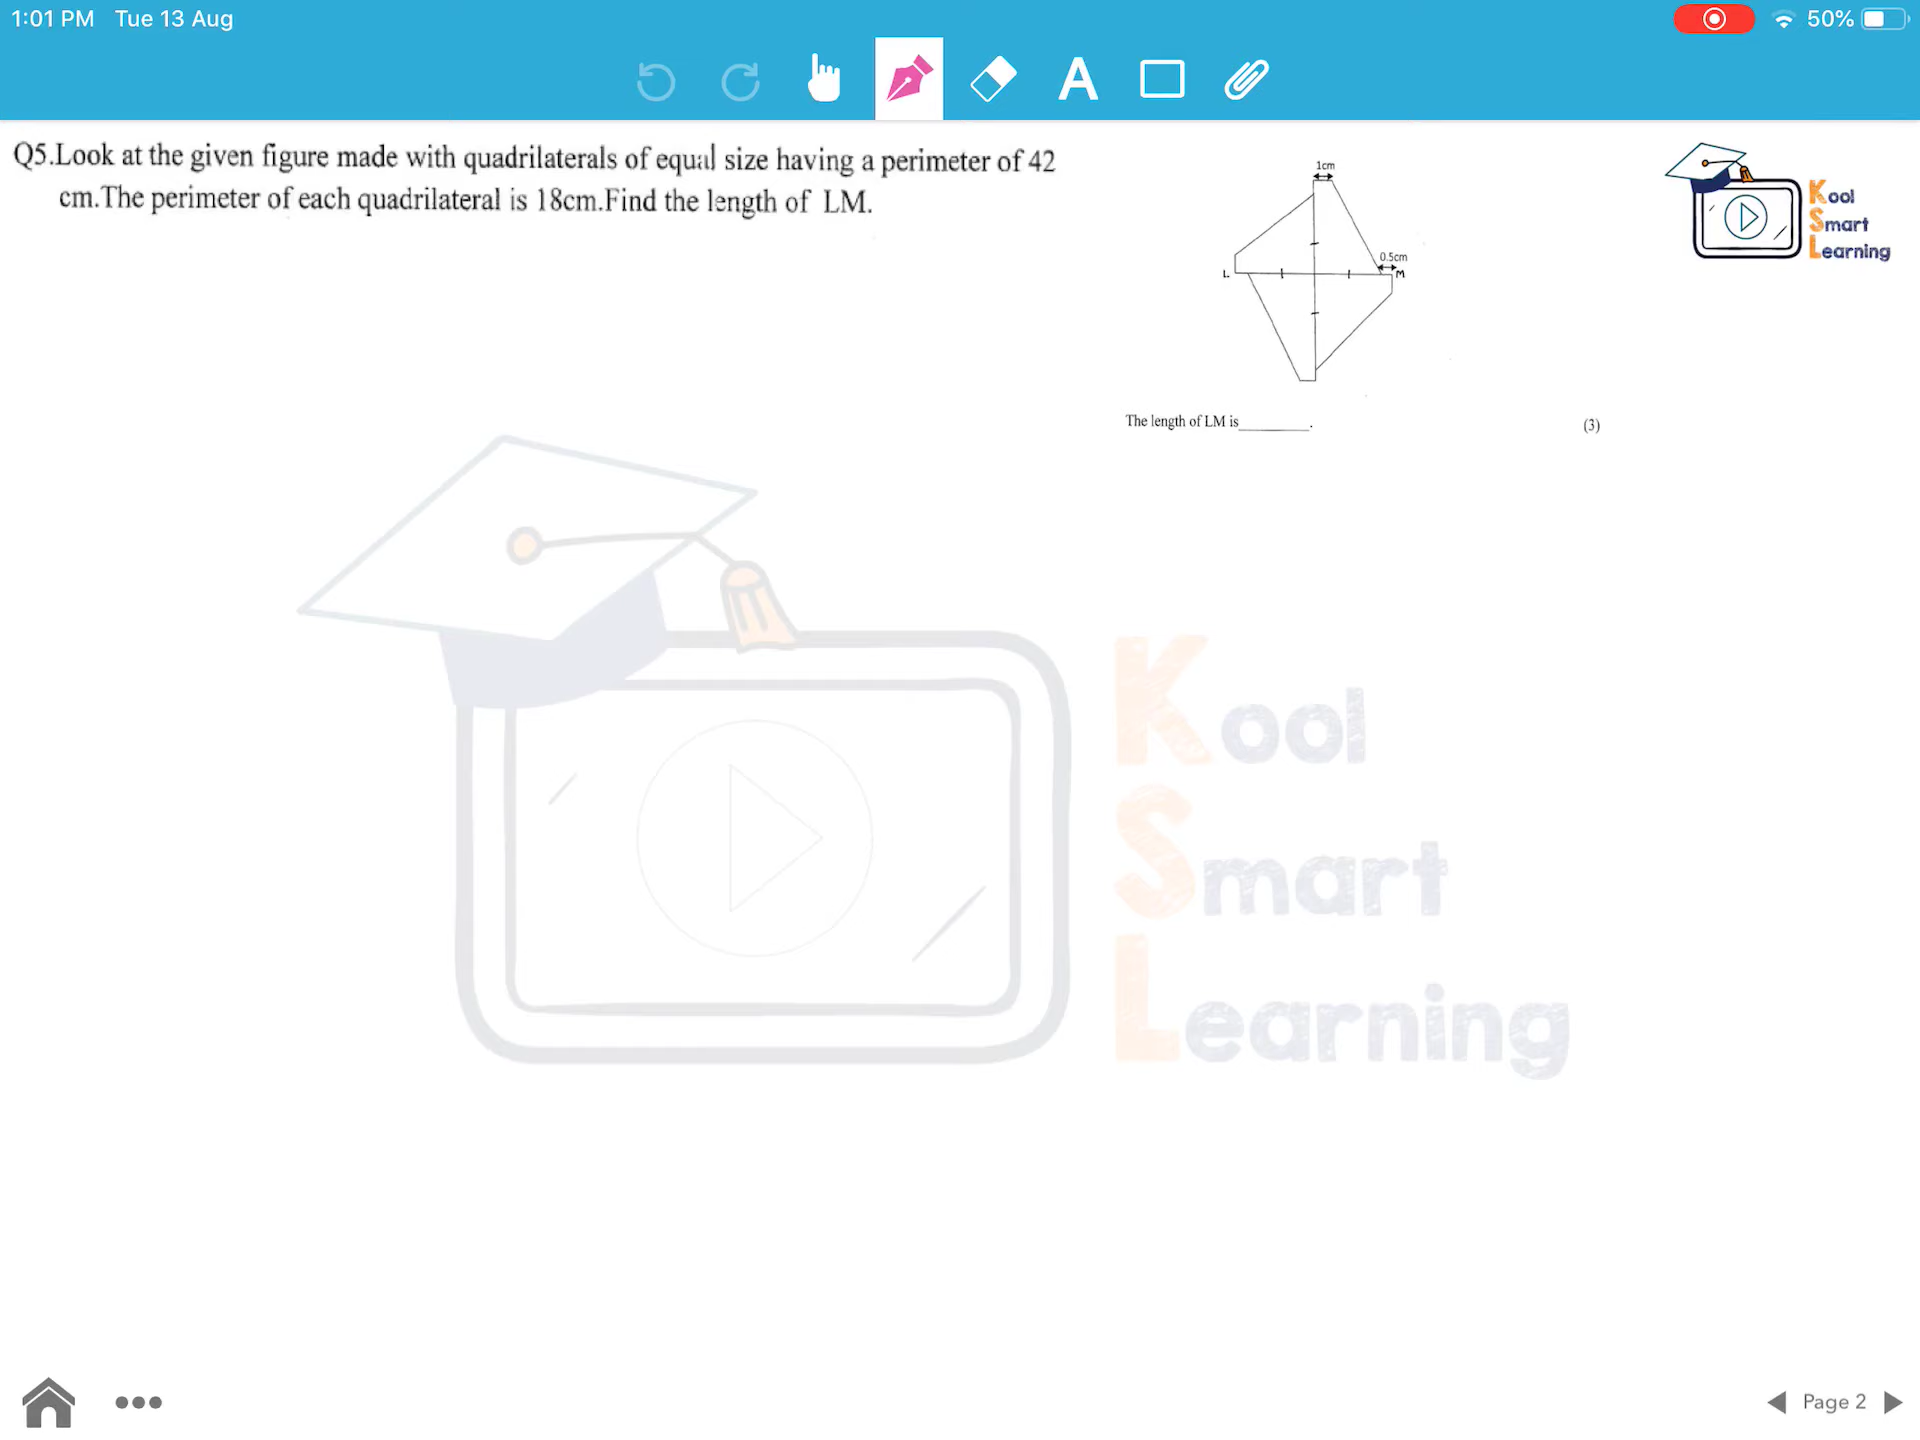 1:01 PM Tue 13 Aug
50%
A
Q5.Look at the given figure made with quadrilaterals of equal size having a perimeter of 42
cm.The perimeter of each quadrilateral is 18cm.Find the length of LM.
1cm
0.5cm
L
M
The length of LM is________.
(3)
Kool
Smart
Learning
Kool
Smart
Learning
Page 2